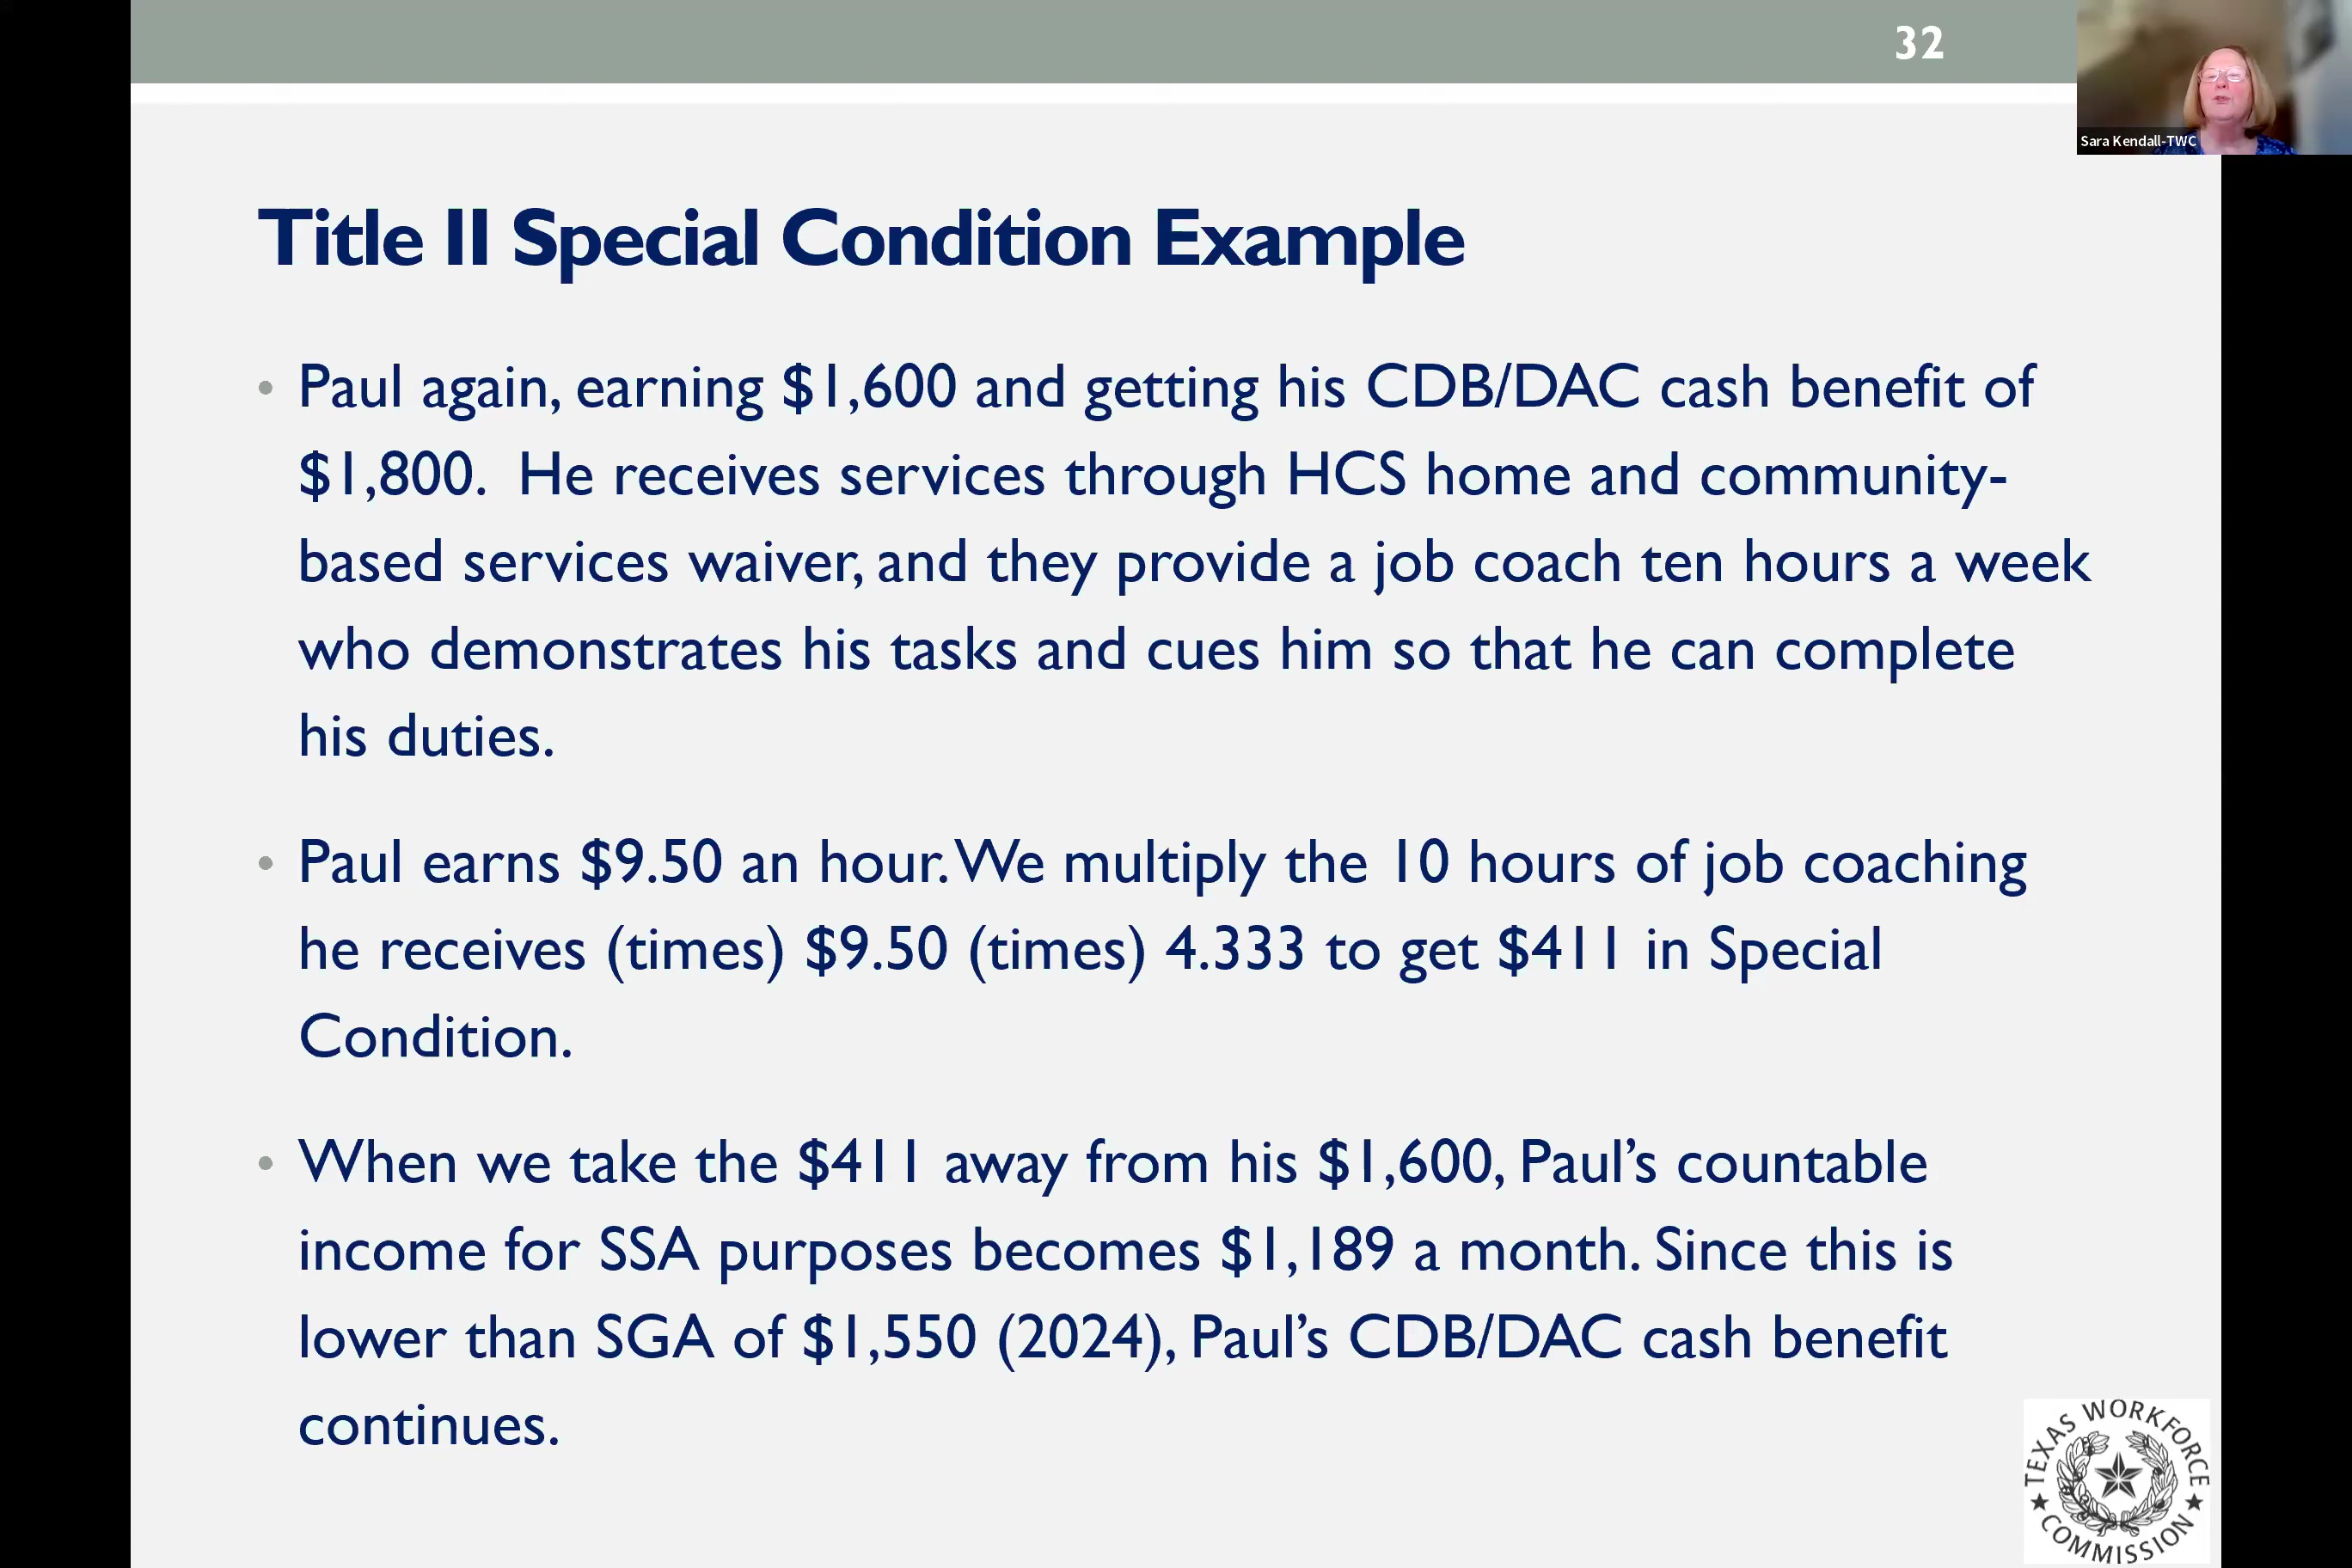 32
Sara Kendall-TWC
Title II Special Condition Example
• Paul again, earning $1,600 and getting his CDB/DAC cash benefit of
$1,800.  He receives services through HCS home and community-
based services waiver, and they provide a job coach ten hours a week
who demonstrates his tasks and cues him so that he can complete
his duties.
• Paul earns $9.50 an hour. We multiply the 10 hours of job coaching
he receives (times) $9.50 (times) 4.333 to get $411 in Special
Condition.
• When we take the $411 away from his $1,600, Paul’s countable
income for SSA purposes becomes $1,189 a month. Since this is
lower than SGA of $1,550 (2024), Paul’s CDB/DAC cash benefit
continues.
TEXAS WORKFORCE
COMMISSION